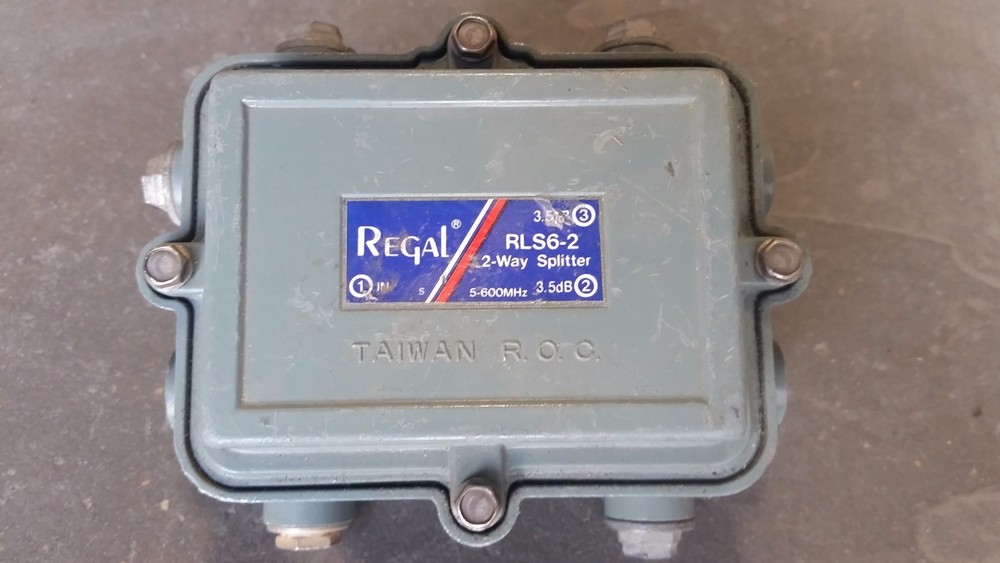 REGAL®
3.5dB ③
RLS6-2
2-Way Splitter
① IN
S
5-600MHz
3.5dB ②
TAIWAN R.O.C.